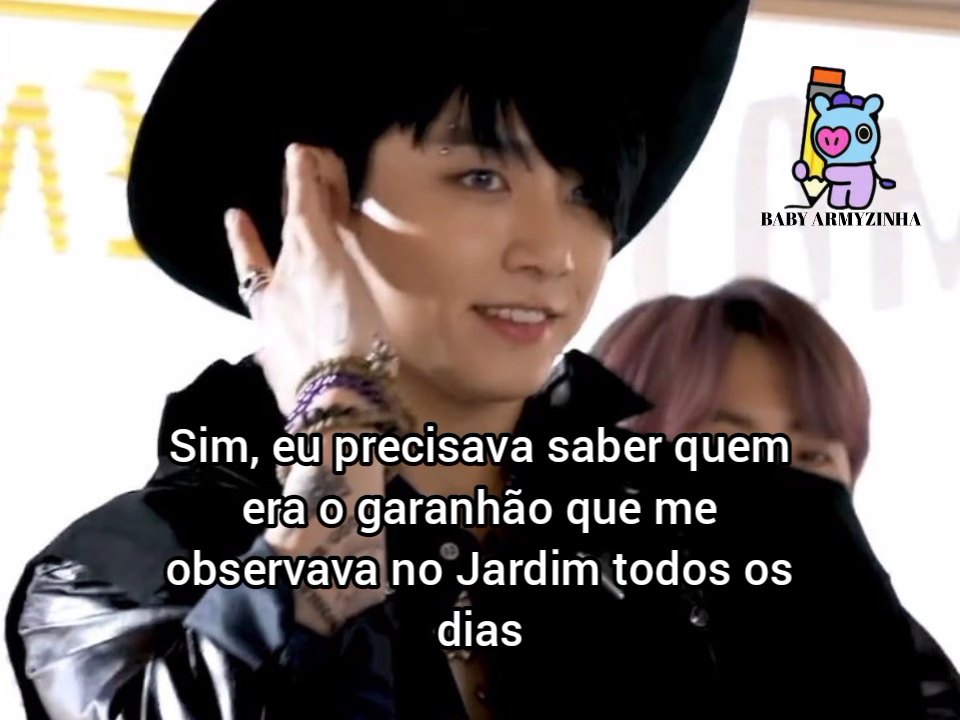 BABY ARMYZINHA
Sim, eu precisava saber quem
era o garanhão que me
observava no Jardim todos os
dias